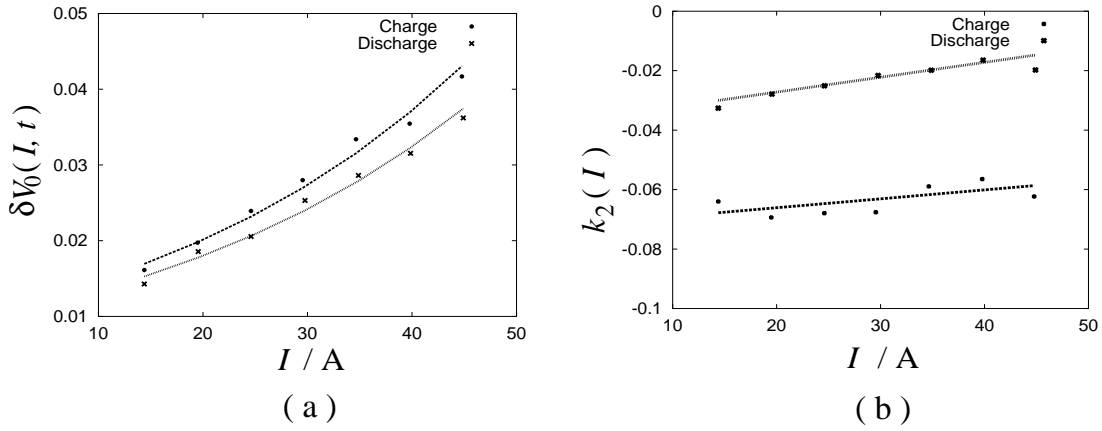 0.05
0.04
0.03
0.02
0.01
10
20
30
40
50
Charge
Discharge
δV₀(I, t)
I / A
( a )
0
-0.02
-0.04
-0.06
-0.08
-0.1
10
20
30
40
50
Charge
Discharge
k₂(I)
I / A
( b )